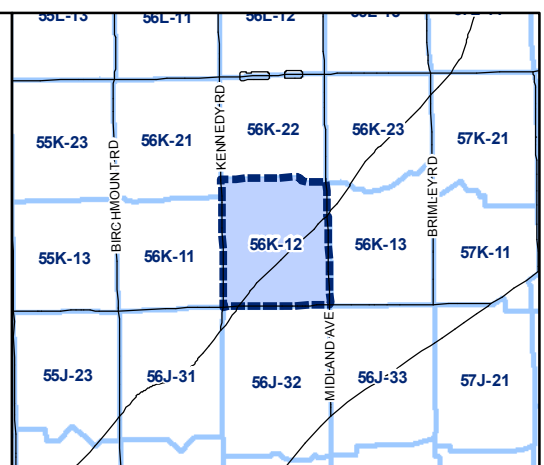 55L-13
56L-11
56L-12
55K-23
56K-21
56K-22
56K-23
57K-21
BIRCHMOUNT RD
KENNEDY RD
BRIMLEY RD
55K-13
56K-11
56K-12
56K-13
57K-11
55J-23
56J-31
56J-32
MIDLAND AVE
56J-33
57J-21